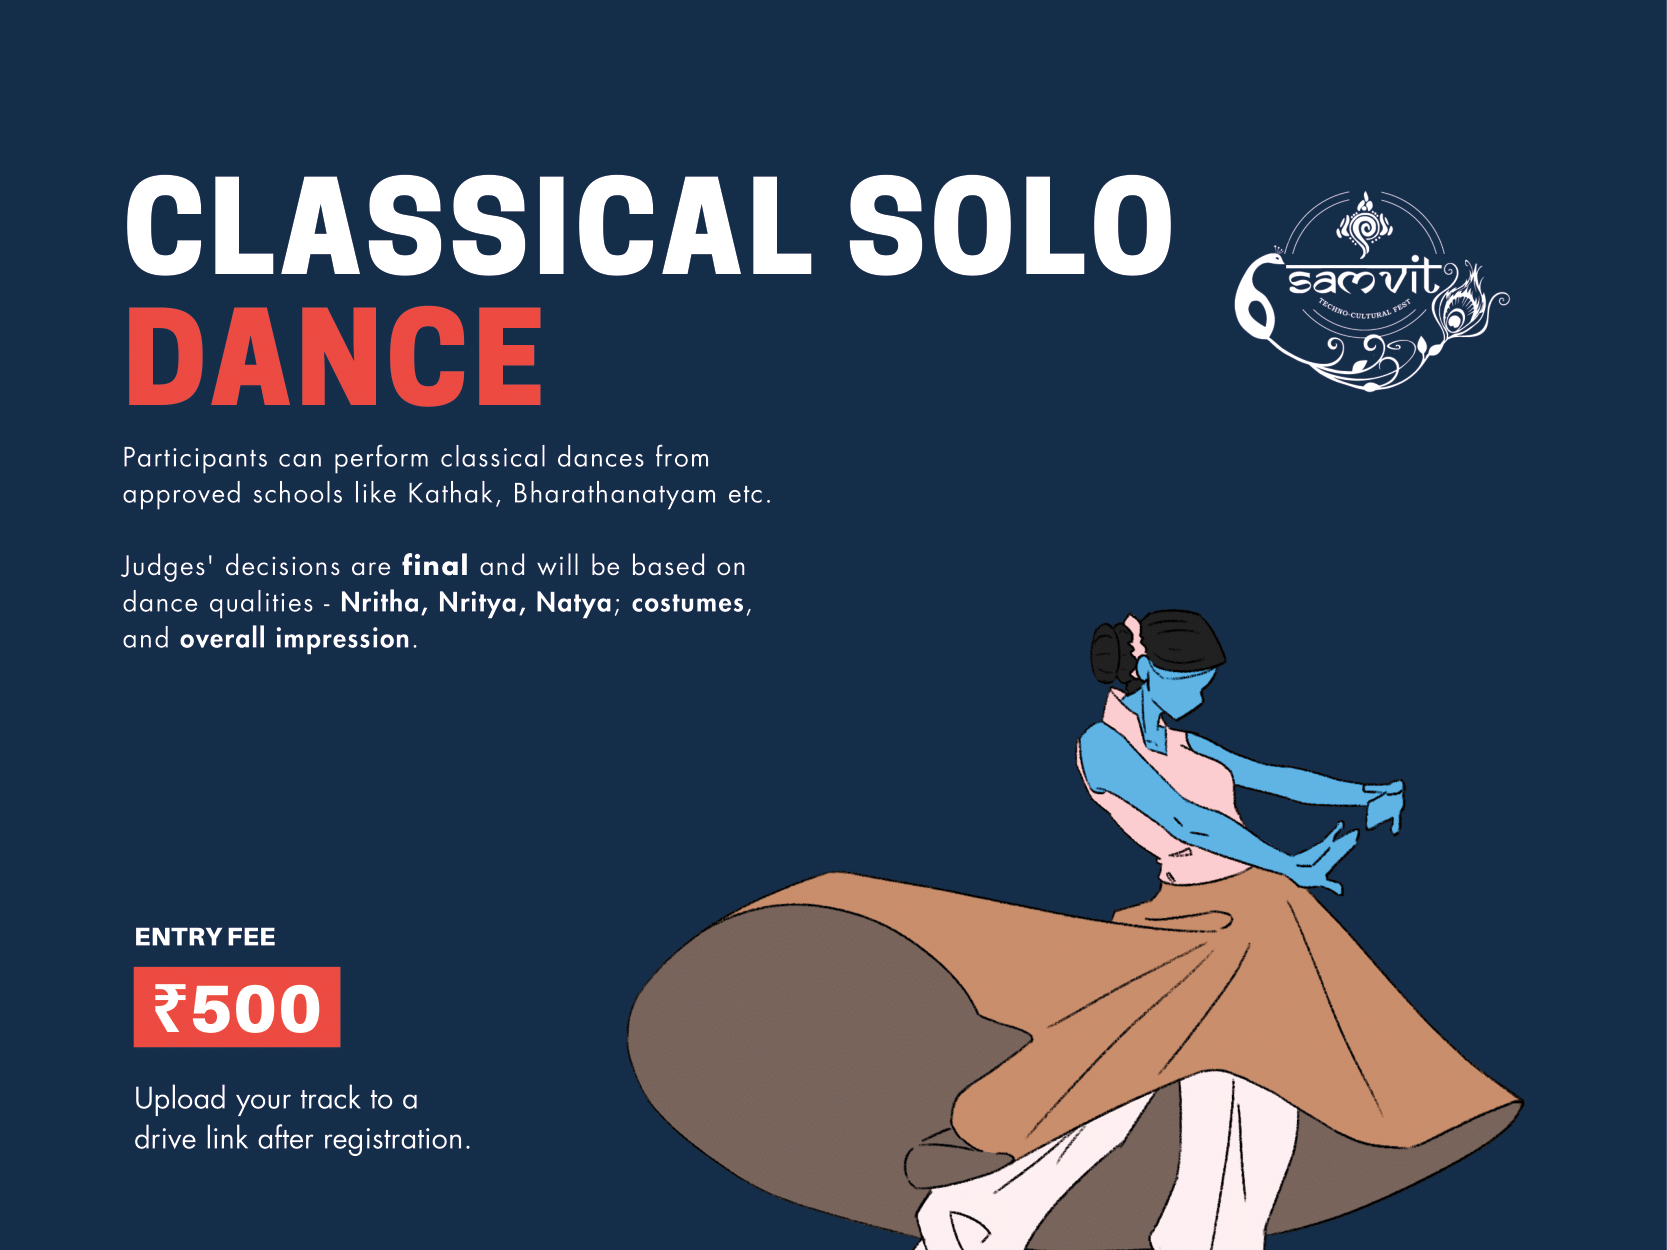 CLASSICAL SOLO
DANCE
samvit
TECHNO-CULTURAL FEST
Participants can perform classical dances from
approved schools like Kathak, Bharathanatyam etc.
Judges' decisions are final and will be based on
dance qualities - Nritha, Nritya, Natya; costumes,
and overall impression.
ENTRY FEE
₹500
Upload your track to a
drive link after registration.